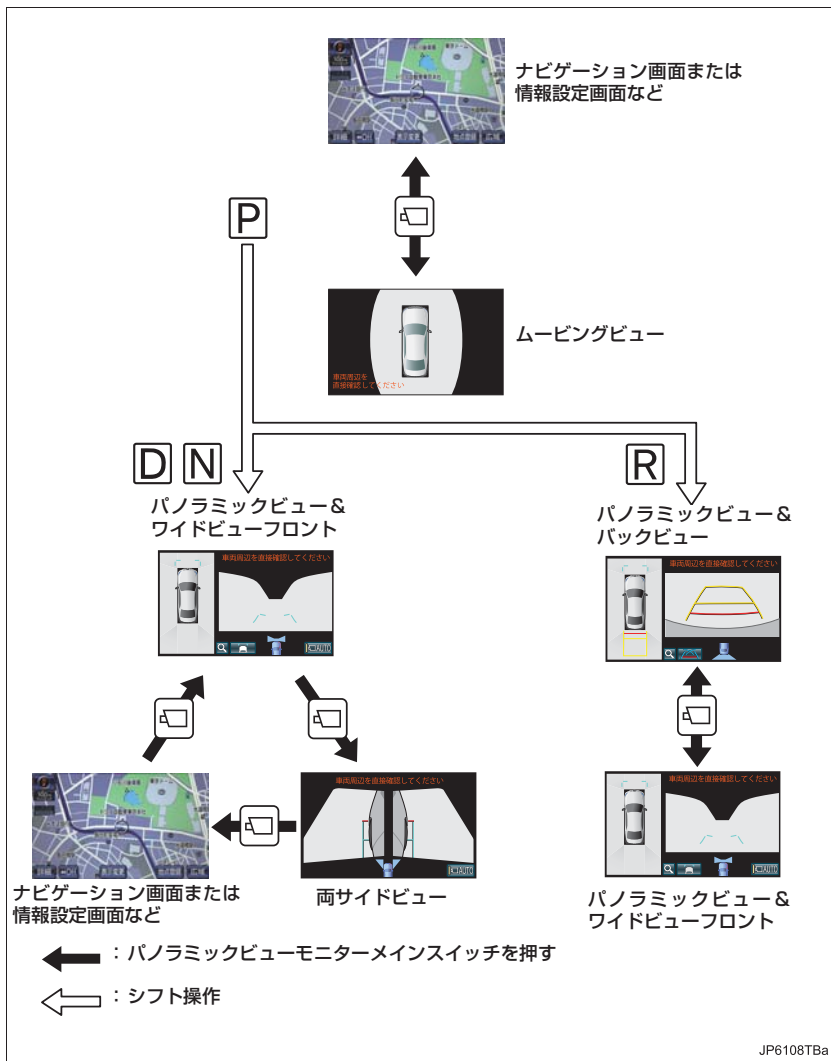 ナビゲーション画面または
情報設定画面など
P
ムービングビュー
車両周辺を
直接確認してください
D N
R
パノラミックビュー＆
ワイドビューフロント
パノラミックビュー＆
バックビュー
車両周辺を直接確認してください
AUTO
車両周辺を直接確認してください
車両周辺を直接確認してください
AUTO
車両周辺を直接確認してください
ナビゲーション画面または
情報設定画面など
両サイドビュー
パノラミックビュー＆
ワイドビューフロント
：パノラミックビューモニターメインスイッチを押す
：シフト操作
JP6108TBa